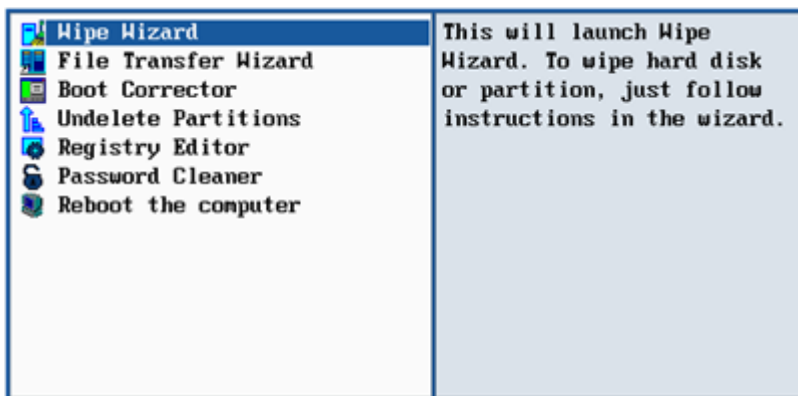 Wipe Wizard
File Transfer Wizard
Boot Corrector
Undelete Partitions
Registry Editor
Password Cleaner
Reboot the computer
This will launch Wipe
Wizard. To wipe hard disk
or partition, just follow
instructions in the wizard.